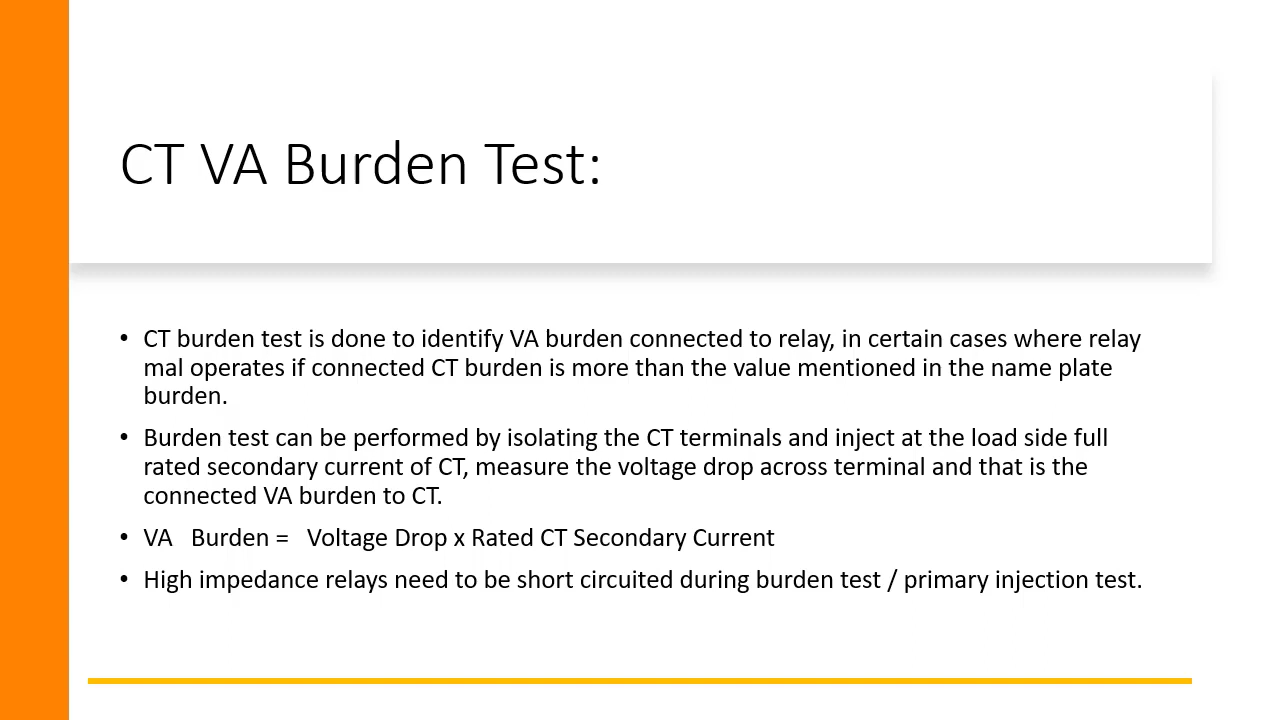 CT VA Burden Test:
• CT burden test is done to identify VA burden connected to relay, in certain cases where relay
mal operates if connected CT burden is more than the value mentioned in the name plate
burden.
• Burden test can be performed by isolating the CT terminals and inject at the load side full
rated secondary current of CT, measure the voltage drop across terminal and that is the
connected VA burden to CT.
• VA   Burden =   Voltage Drop x Rated CT Secondary Current
• High impedance relays need to be short circuited during burden test / primary injection test.